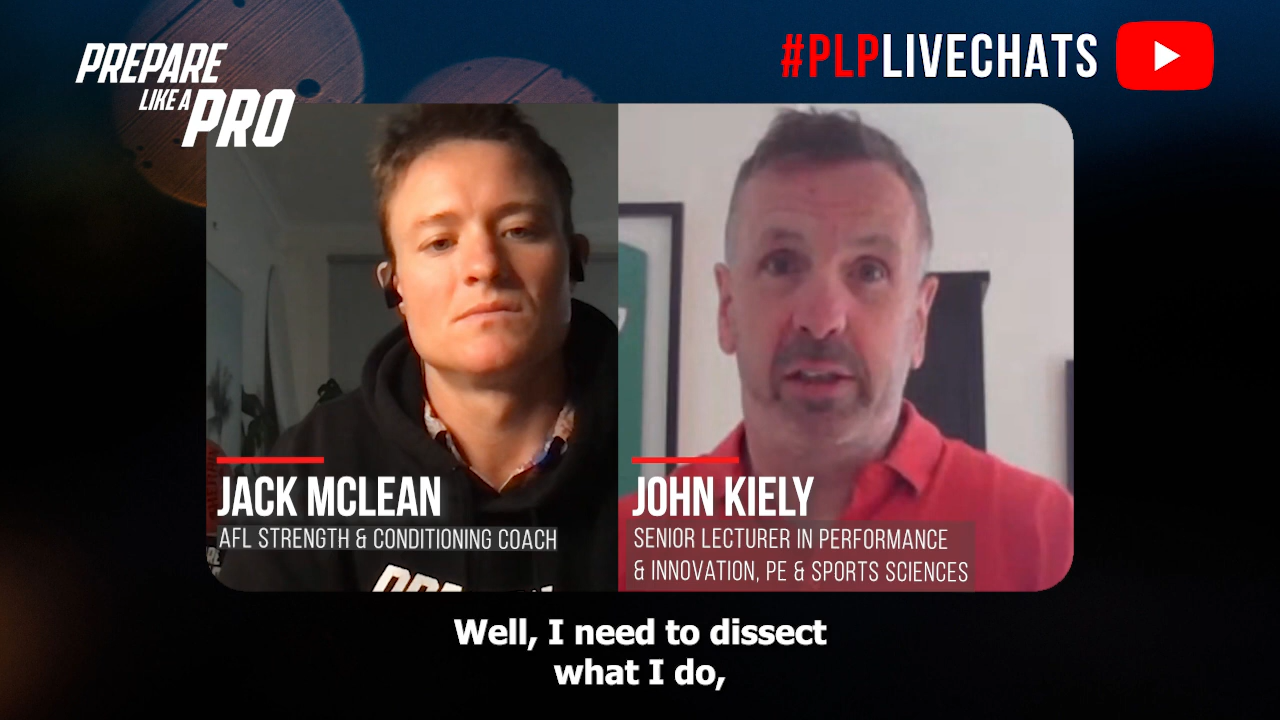 PREPARE
LIKE A
PRO
#PLPLIVECHATS
JACK MCLEAN
AFL STRENGTH & CONDITIONING COACH
JOHN KIELY
SENIOR LECTURER IN PERFORMANCE
& INNOVATION, PE & SPORTS SCIENCES
Well, I need to dissect
what I do,